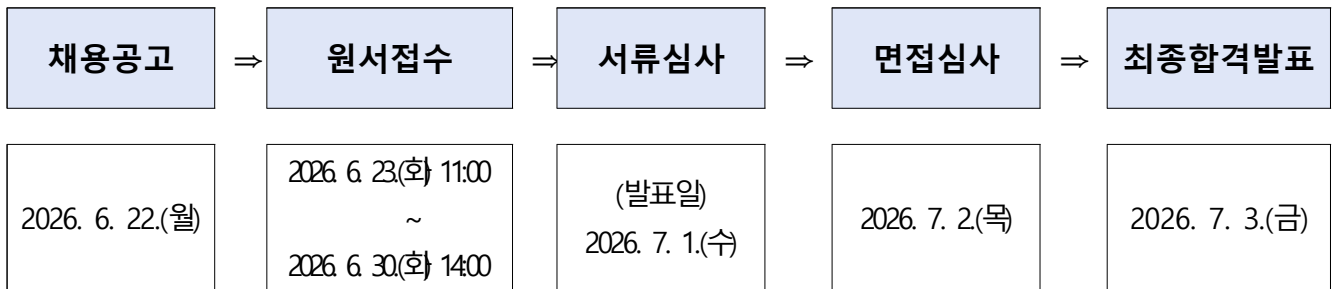 채용공고 ⇒ 원서접수 ⇒ 서류심사 ⇒ 면접심사 ⇒ 최종합격발표
2026. 6. 22.(월)
2026. 6. 23.(화) 11:00
~
2026. 6. 30.(화) 14:00
(발표일)
2026. 7. 1.(수)
2026. 7. 2.(목)
2026. 7. 3.(금)